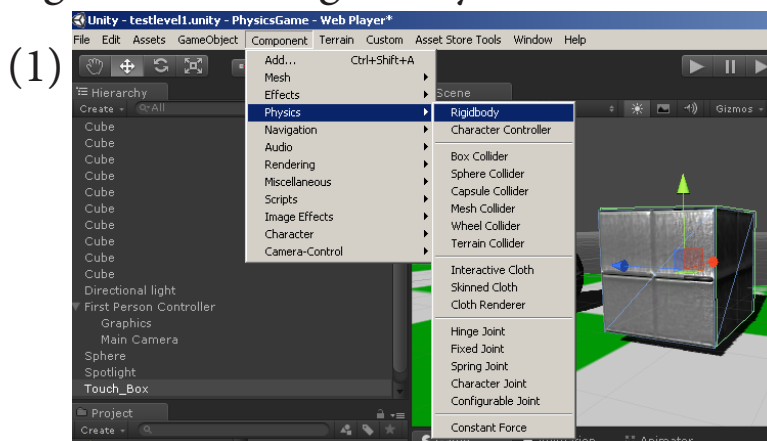 Unity - testlevel1.unity - PhysicsGame - Web Player*
File Edit Assets GameObject Component Terrain Custom Asset Store Tools Window Help
(1)
Hierarchy
Create
All
Cube
Cube
Cube
Cube
Cube
Cube
Cube
Cube
Cube
Cube
Directional light
First Person Controller
Graphics
Main Camera
Sphere
Spotlight
Touch_Box
Project
Create
Add... Ctrl+Shift+A
Mesh
Effects
Physics
Navigation
Audio
Rendering
Miscellaneous
Scripts
Image Effects
Character
Camera-Control
Scene
Gizmos
Rigidbody
Character Controller
Box Collider
Sphere Collider
Capsule Collider
Mesh Collider
Wheel Collider
Terrain Collider
Interactive Cloth
Skinned Cloth
Cloth Renderer
Hinge Joint
Fixed Joint
Spring Joint
Character Joint
Configurable Joint
Constant Force
Animator